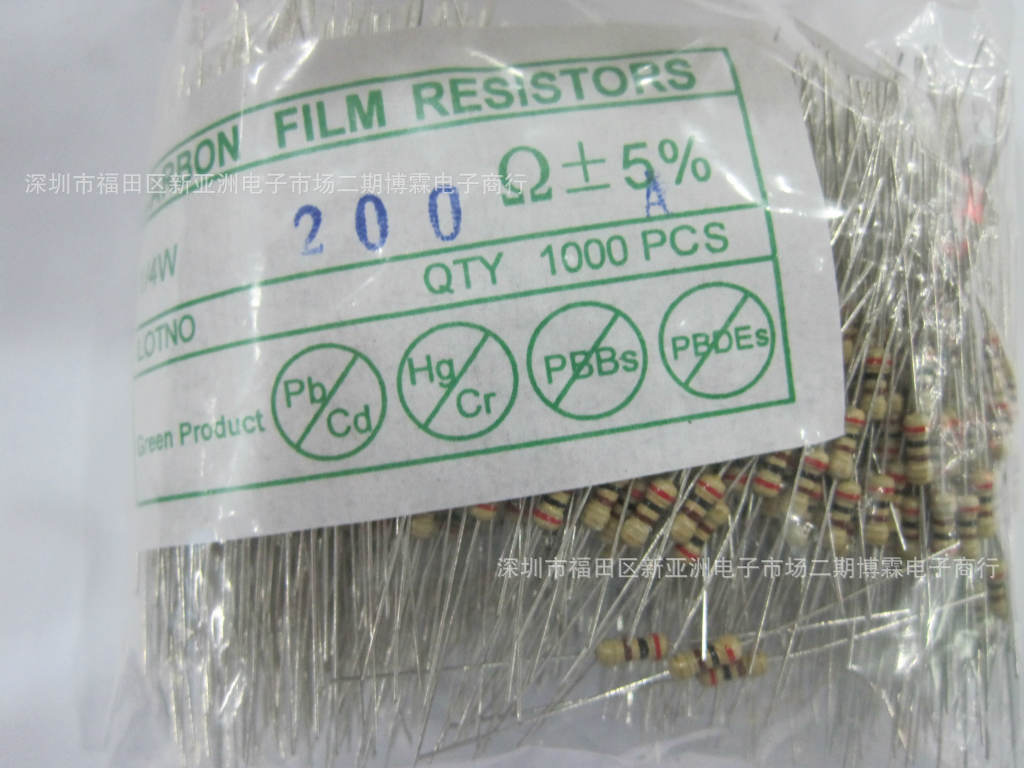 CARBON FILM RESISTORS
深圳市福田区新亚洲电子市场二期博霖电子商行
200 Ω±5%
A
/4W
QTY 1000 PCS
LOTNO
Green Product Pb Cd Hg Cr PBBs PBDEs
深圳市福田区新亚洲电子市场二期博霖电子商行